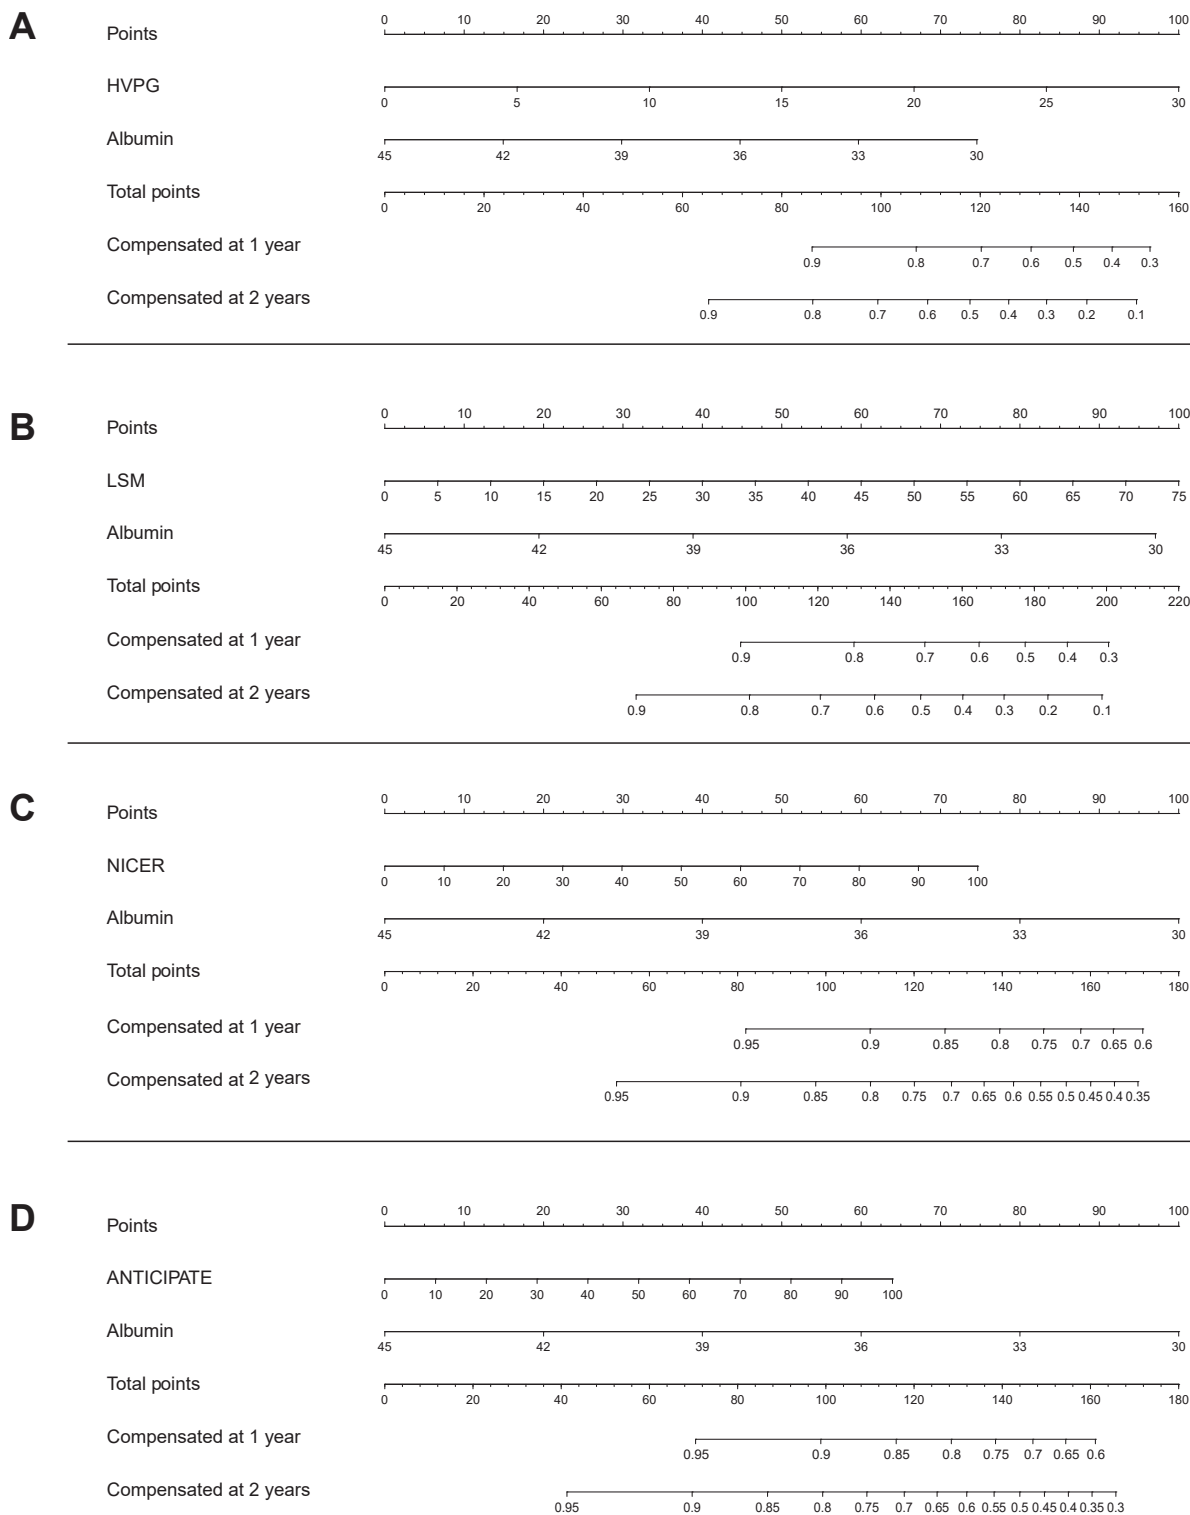 A
0 10 20 30 40 50 60 70 80 90 100
Points
HVPG
0 5 10 15 20 25 30
Albumin
45 42 39 36 33 30
Total points
0 20 40 60 80 100 120 140 160
Compensated at 1 year
0.9 0.8 0.7 0.6 0.5 0.4 0.3
Compensated at 2 years
0.9 0.8 0.7 0.6 0.5 0.4 0.3 0.2 0.1
B
0 10 20 30 40 50 60 70 80 90 100
Points
LSM
0 5 10 15 20 25 30 35 40 45 50 55 60 65 70 75
Albumin
45 42 39 36 33 30
Total points
0 20 40 60 80 100 120 140 160 180 200 220
Compensated at 1 year
0.9 0.8 0.7 0.6 0.5 0.4 0.3
Compensated at 2 years
0.9 0.8 0.7 0.6 0.5 0.4 0.3 0.2 0.1
C
0 10 20 30 40 50 60 70 80 90 100
Points
NICER
0 10 20 30 40 50 60 70 80 90 100
Albumin
45 42 39 36 33 30
Total points
0 20 40 60 80 100 120 140 160 180
Compensated at 1 year
0.95 0.9 0.85 0.8 0.75 0.7 0.65 0.6
Compensated at 2 years
0.95 0.9 0.85 0.8 0.75 0.7 0.65 0.6 0.55 0.5 0.45 0.4 0.35
D
0 10 20 30 40 50 60 70 80 90 100
Points
ANTICIPATE
0 10 20 30 40 50 60 70 80 90 100
Albumin
45 42 39 36 33 30
Total points
0 20 40 60 80 100 120 140 160 180
Compensated at 1 year
0.95 0.9 0.85 0.8 0.75 0.7 0.65 0.6
Compensated at 2 years
0.95 0.9 0.85 0.8 0.75 0.7 0.65 0.6 0.55 0.5 0.45 0.4 0.35 0.3